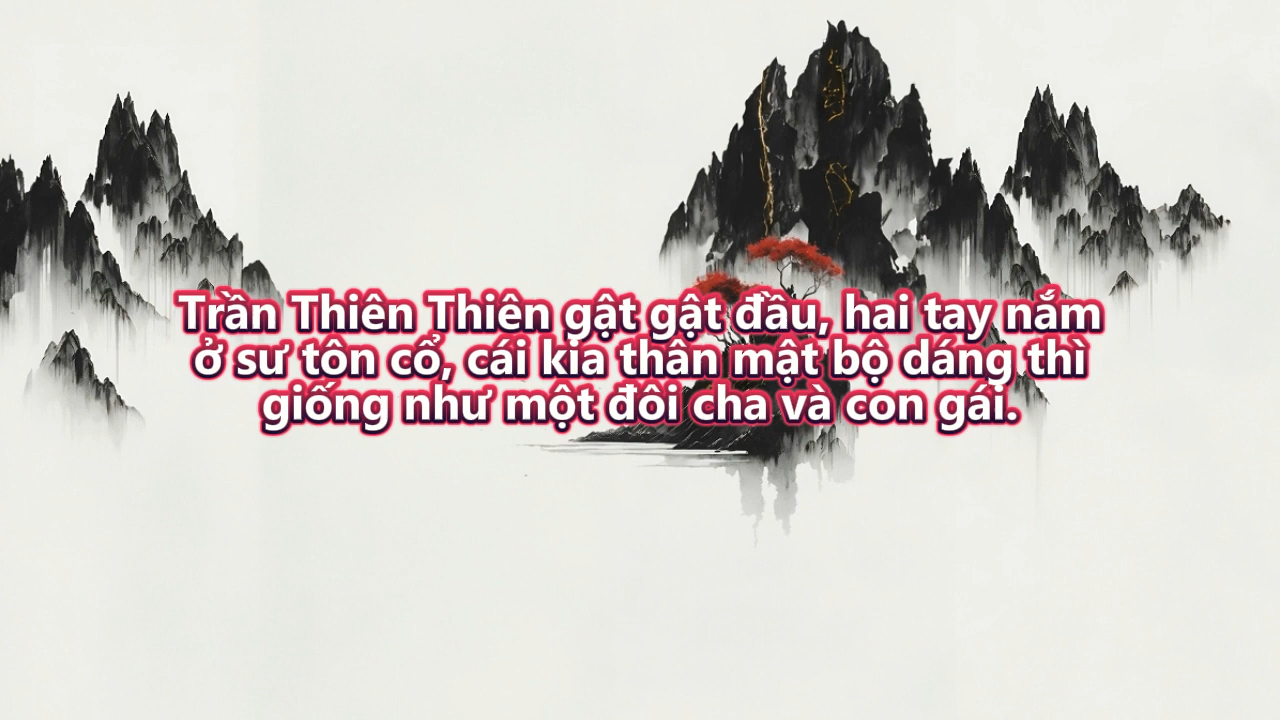 Trần Thiên Thiên gật gật đầu, hai tay nắm
ở sư tôn cổ, cái kia thân mật bộ dáng thì
giống như một đôi cha và con gái.